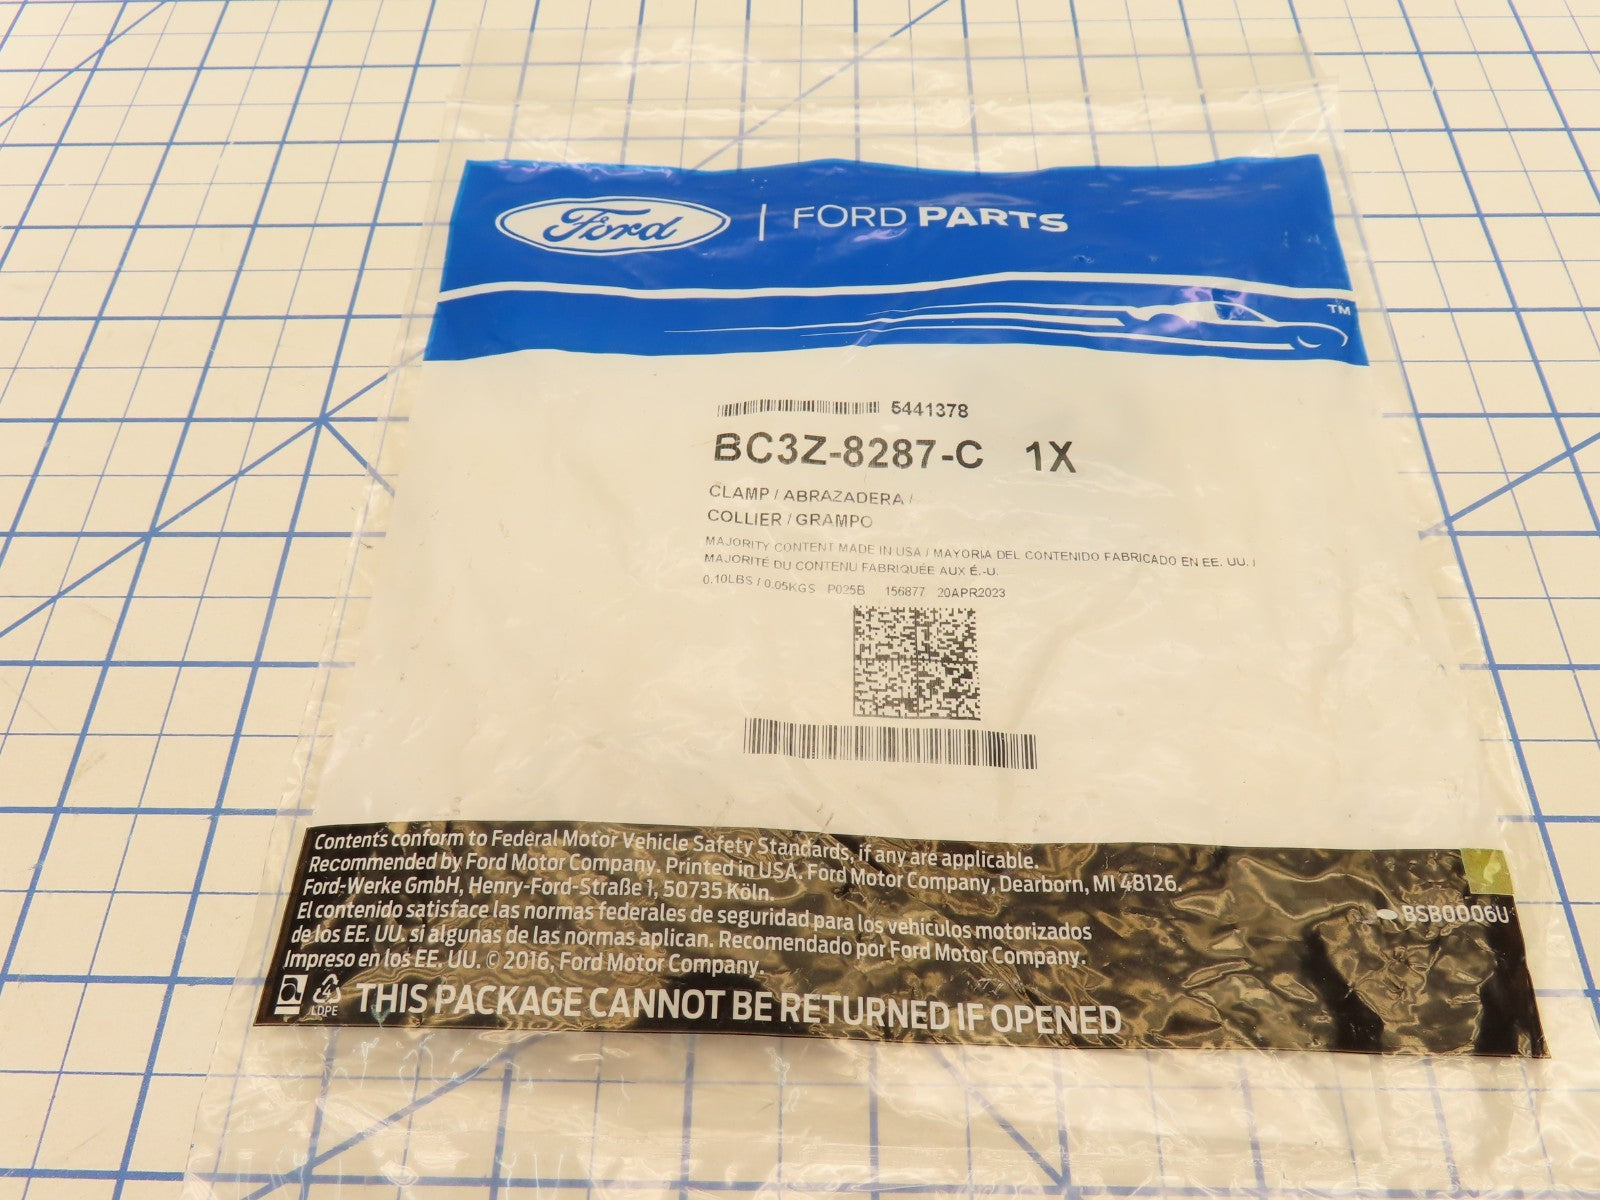 Ford | FORD PARTS
TM
5441378
BC3Z-8287-C 1X
CLAMP / ABRAZADERA /
COLLIER / GRAMPO
MAJORITY CONTENT MADE IN USA / MAYORIA DEL CONTENIDO FABRICADO EN EE. UU. /
MAJORITÉ DU CONTENU FABRIQUÉE AUX É.-U.
0.10LBS / 0.05KGS P025B 156877 20APR2023
Contents conform to Federal Motor Vehicle Safety Standards, if any are applicable.
Recommended by Ford Motor Company. Printed in USA. Ford Motor Company, Dearborn, MI 48126.
Ford-Werke GmbH, Henry-Ford-Straße 1, 50735 Köln.
El contenido satisface las normas federales de seguridad para los vehículos motorizados
de los EE. UU. si algunas de las normas aplican. Recomendado por Ford Motor Company.
Impreso en los EE. UU. © 2016, Ford Motor Company.
BSB0006U
4
LDPE
THIS PACKAGE CANNOT BE RETURNED IF OPENED